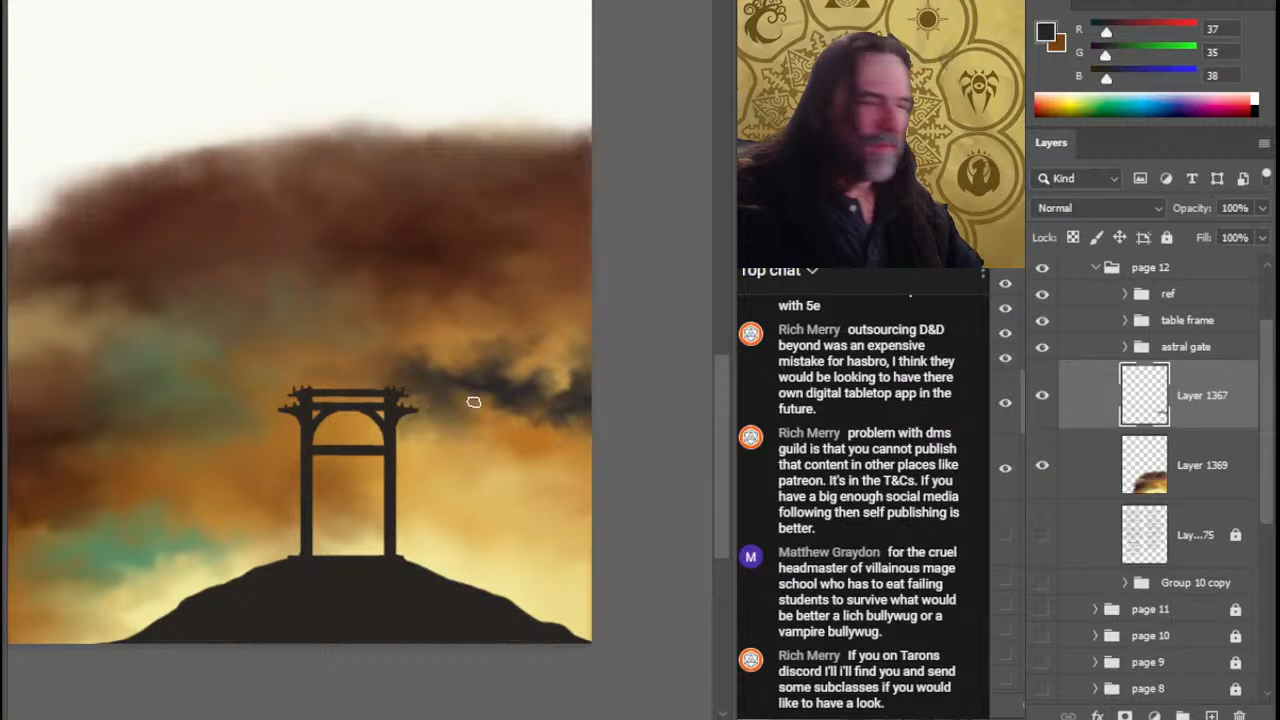 R 37
G 35
B 38
Layers
Kind
Normal Opacity: 100%
Lock: Fill: 100%
page 12
ref
table frame
astral gate
Layer 1367
Layer 1369
Lay...75
Group 10 copy
page 11
page 10
page 9
page 8
fx
Top chat
with 5e
Rich Merry outsourcing D&D
beyond was an expensive
mistake for hasbro, I think they
would be looking to have there
own digital tabletop app in the
future.
Rich Merry problem with dms
guild is that you cannot publish
that content in other places like
patreon. It's in the T&Cs. If you
have a big enough social media
following then self publishing is
better.
M
Matthew Graydon for the cruel
headmaster of villainous mage
school who has to eat failing
students to survive what would
be better a lich bullywug or a
vampire bullywug.
Rich Merry If you on Tarons
discord I'll i'll find you and send
some subclasses if you would
like to have a look.